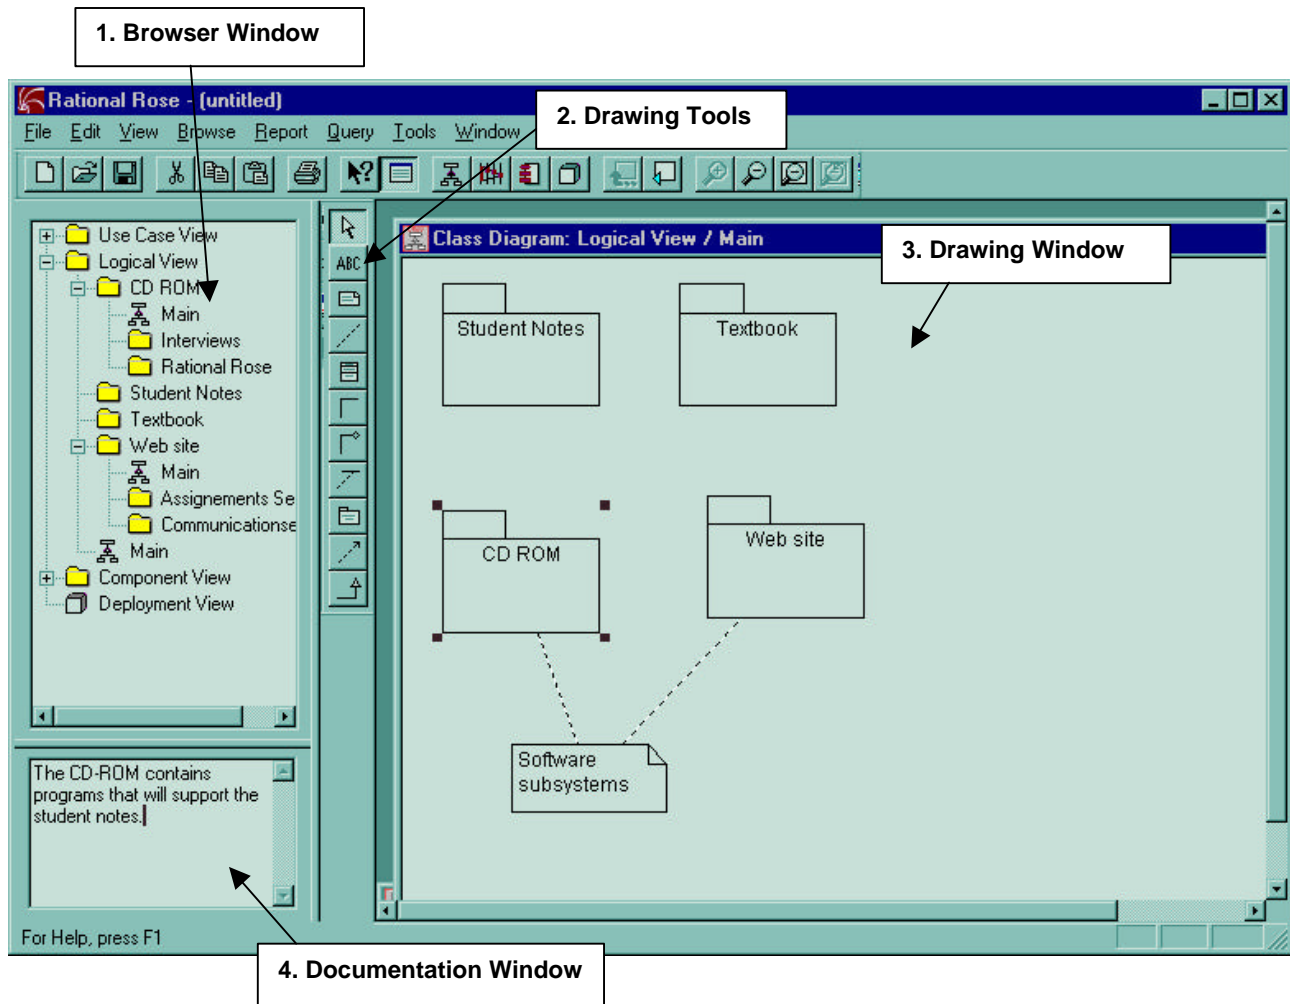 1. Browser Window
Rational Rose - (untitled)
2. Drawing Tools
File Edit View Browse Report Query Tools Window
Use Case View
Logical View
CD ROM
Main
Interviews
Rational Rose
Student Notes
Textbook
Web site
Main
Assignements Se
Communicationse
Main
Component View
Deployment View
ABC
Class Diagram: Logical View / Main
3. Drawing Window
Student Notes
Textbook
CD ROM
Web site
Software
subsystems
The CD-ROM contains
programs that will support the
student notes.
For Help, press F1
4. Documentation Window